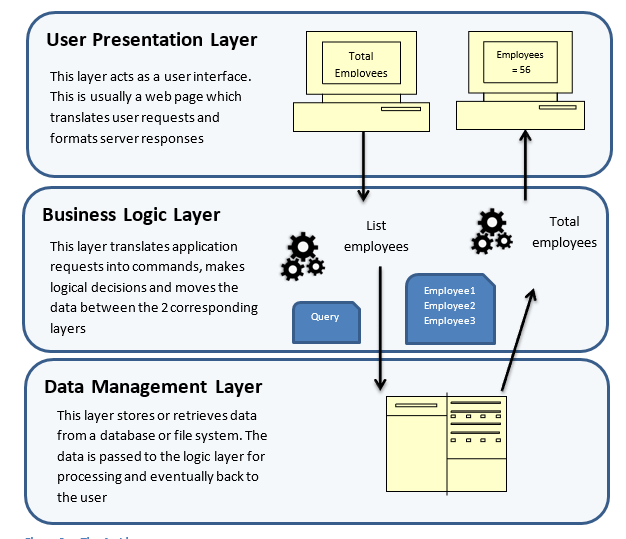 User Presentation Layer
This layer acts as a user interface.
This is usually a web page which
translates user requests and
formats server responses
Total
Employees
Employees
= 56
Business Logic Layer
This layer translates application
requests into commands, makes
logical decisions and moves the
data between the 2 corresponding
layers
List
employees
Total
employees
Query
Employee1
Employee2
Employee3
Data Management Layer
This layer stores or retrieves data
from a database or file system. The
data is passed to the logic layer for
processing and eventually back to
the user